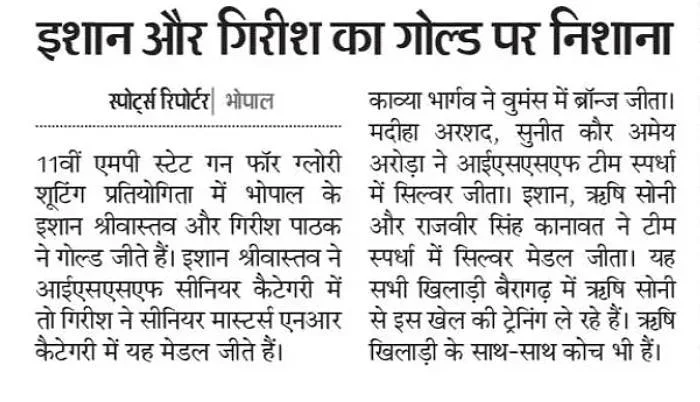 इशान और गिरीश का गोल्ड पर निशाना
स्पोर्ट्स रिपोर्टर| भोपाल
11वीं एमपी स्टेट गन फॉर ग्लोरी
शूटिंग प्रतियोगिता में भोपाल के
इशान श्रीवास्तव और गिरीश पाठक
ने गोल्ड जीते हैं। इशान श्रीवास्तव ने
आईएसएसएफ सीनियर कैटेगरी में
तो गिरीश ने सीनियर मास्टर्स एनआर
कैटेगरी में यह मेडल जीते हैं।
काव्या भार्गव ने वुमंस में ब्रॉन्ज जीता।
मदीहा अरशद, सुनीत कौर अमेय
अरोड़ा ने आईएसएसएफ टीम स्पर्धा
में सिल्वर जीता। इशान, ऋषि सोनी
और राजवीर सिंह कानावत ने टीम
स्पर्धा में सिल्वर मेडल जीता। यह
सभी खिलाड़ी बैरागढ़ में ऋषि सोनी
से इस खेल की ट्रेनिंग ले रहे हैं। ऋषि
खिलाड़ी के साथ-साथ कोच भी हैं।